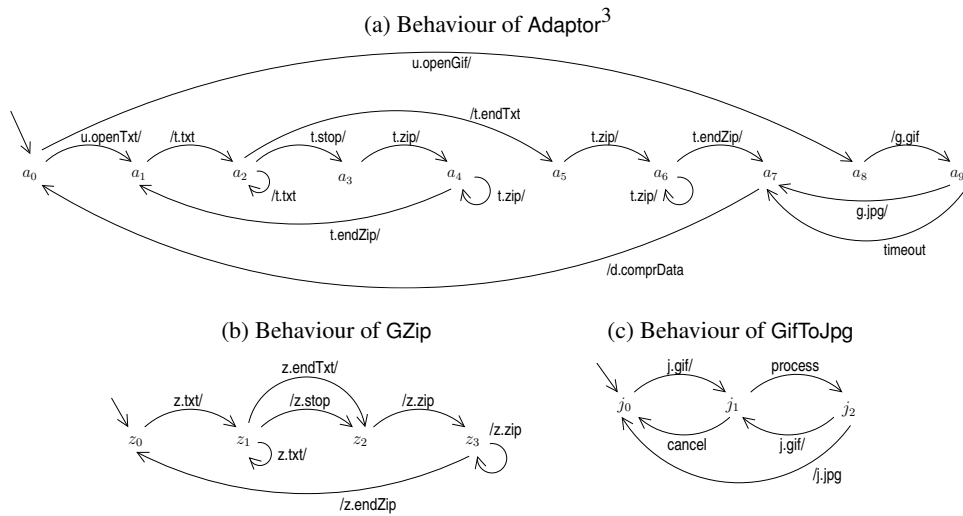 (a) Behaviour of Adaptor³
u.openGif/
/t.endTxt
u.openTxt/ /t.txt t.stop/ t.zip/ t.zip/ t.endZip/ /g.gif
a₀ a₁ a₂ a₃ a₄ a₅ a₆ a₇ a₈ a₉
/t.txt t.zip/ t.zip/
g.jpg/
t.endZip/
timeout
/d.comprData
(b) Behaviour of GZip
z.endTxt/
z.txt/ /z.stop /z.zip
/z.zip
z₀ z₁ z₂ z₃
z.txt/
/z.endZip
(c) Behaviour of GifToJpg
j.gif/ process
j₀ j₁ j₂
cancel j.gif/
/j.jpg